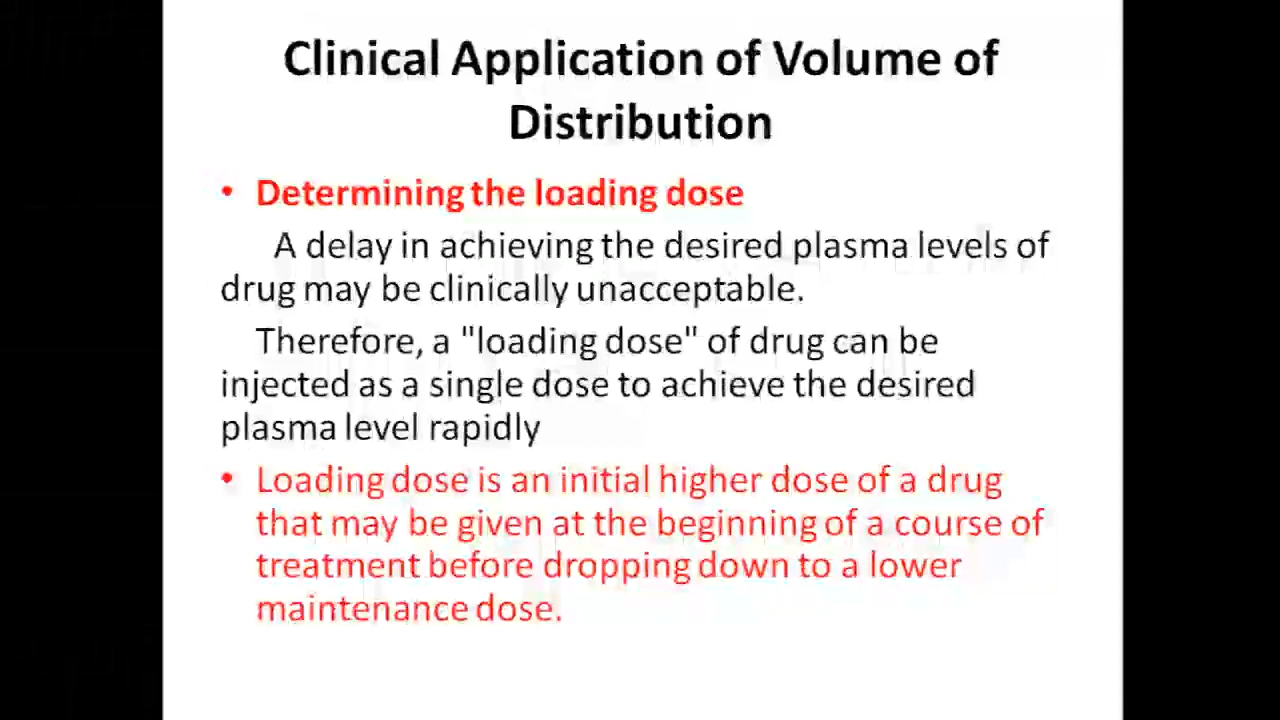 Clinical Application of Volume of
Distribution
• Determining the loading dose
A delay in achieving the desired plasma levels of
drug may be clinically unacceptable.
Therefore, a "loading dose" of drug can be
injected as a single dose to achieve the desired
plasma level rapidly
• Loading dose is an initial higher dose of a drug
that may be given at the beginning of a course of
treatment before dropping down to a lower
maintenance dose.